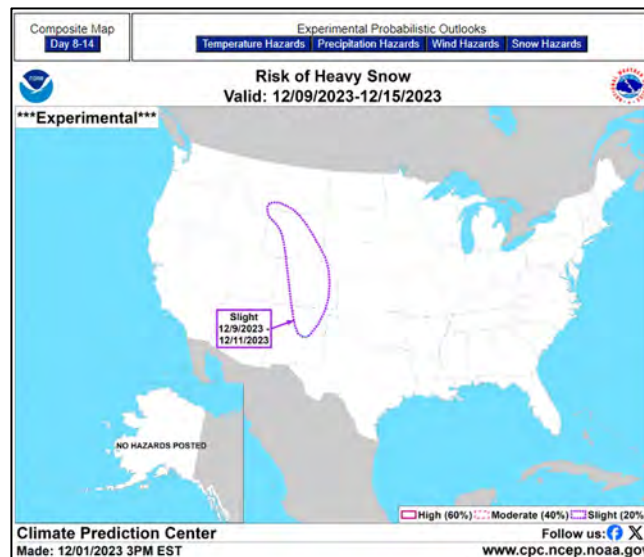 Composite Map
Day 8-14
Experimental Probabilistic Outlooks
Temperature Hazards Precipitation Hazards Wind Hazards Snow Hazards
Risk of Heavy Snow
Valid: 12/09/2023-12/15/2023
***Experimental***
Slight
12/9/2023 -
12/11/2023
NO HAZARDS POSTED
High (60%) Moderate (40%) Slight (20%
Climate Prediction Center
Follow us:
Made: 12/01/2023 3PM EST
www.cpc.ncep.noaa.go